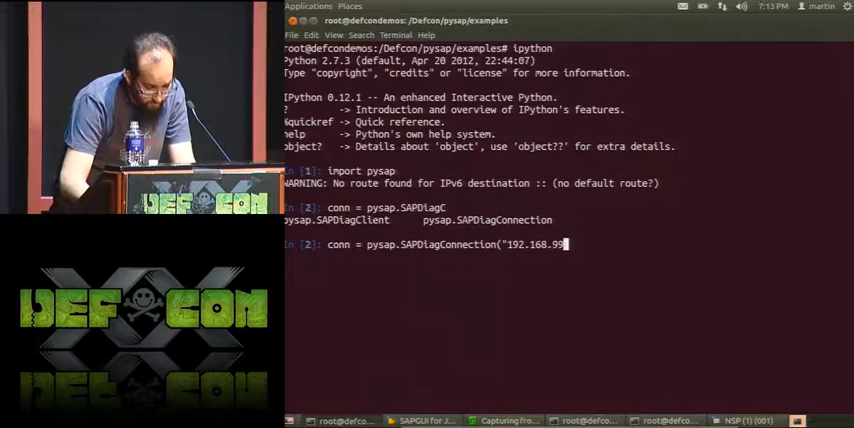 Applications Places
7:13 PM martin
root@defcondemos: /Defcon/pysap/examples
File Edit View Search Terminal Help
root@defcondemos:/Defcon/pysap/examples# ipython
Python 2.7.3 (default, Apr 20 2012, 22:44:07)
Type "copyright", "credits" or "license" for more information.
IPython 0.12.1 -- An enhanced Interactive Python.
? -> Introduction and overview of IPython's features.
%quickref -> Quick reference.
help -> Python's own help system.
object? -> Details about 'object', use 'object??' for extra details.
In [1]: import pysap
WARNING: No route found for IPv6 destination :: (no default route?)
In [2]: conn = pysap.SAPDiagC
pysap.SAPDiagClient pysap.SAPDiagConnection
In [2]: conn = pysap.SAPDiagConnection("192.168.99
DEF CON
DEF CON
XX
root@defco... SAPGUI for J... Capturing fro... root@defco... root@defco... NSP (1) (001)